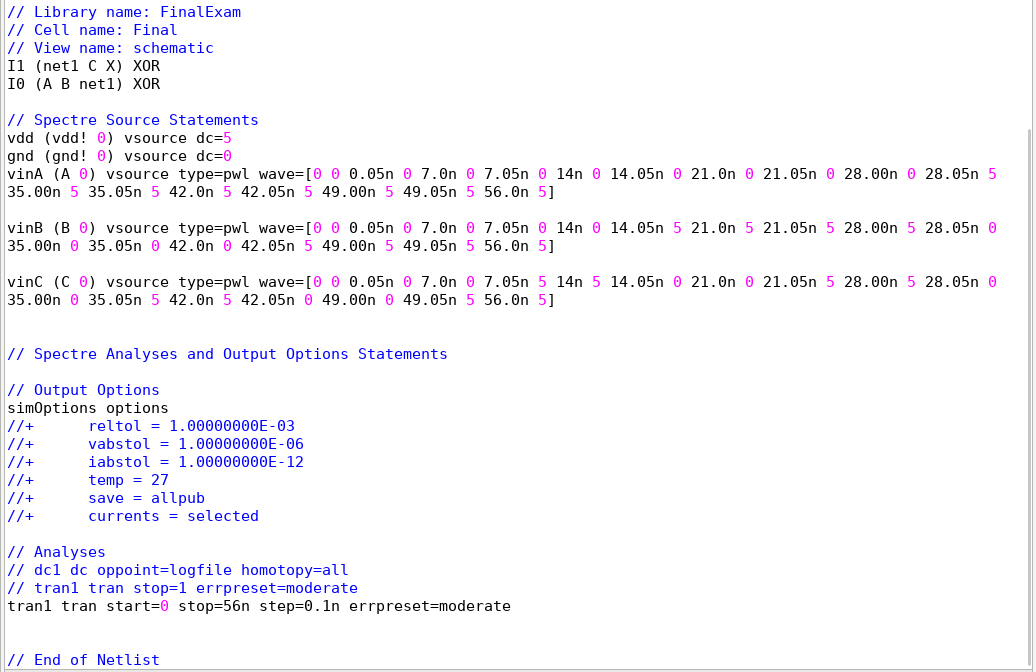 // Library name: FinalExam
// Cell name: Final
// View name: schematic
I1 (net1 C X) XOR
I0 (A B net1) XOR
// Spectre Source Statements
vdd (vdd! 0) vsource dc=5
gnd (gnd! 0) vsource dc=0
vinA (A 0) vsource type=pwl wave=[0 0 0.05n 0 7.0n 0 7.05n 0 14n 0 14.05n 0 21.0n 0 21.05n 0 28.00n 0 28.05n 5
35.00n 5 35.05n 5 42.0n 5 42.05n 5 49.00n 5 49.05n 5 56.0n 5]
vinB (B 0) vsource type=pwl wave=[0 0 0.05n 0 7.0n 0 7.05n 0 14n 0 14.05n 5 21.0n 5 21.05n 5 28.00n 5 28.05n 0
35.00n 0 35.05n 0 42.0n 0 42.05n 5 49.00n 5 49.05n 5 56.0n 5]
vinC (C 0) vsource type=pwl wave=[0 0 0.05n 0 7.0n 0 7.05n 5 14n 5 14.05n 0 21.0n 0 21.05n 5 28.00n 5 28.05n 0
35.00n 0 35.05n 5 42.0n 5 42.05n 0 49.00n 0 49.05n 5 56.0n 5]
// Spectre Analyses and Output Options Statements
// Output Options
simOptions options
//+      reltol = 1.00000000E-03
//+      vabstol = 1.00000000E-06
//+      iabstol = 1.00000000E-12
//+      temp = 27
//+      save = allpub
//+      currents = selected
// Analyses
// dc1 dc oppoint=logfile homotopy=all
// tran1 tran stop=1 errpreset=moderate
tran1 tran start=0 stop=56n step=0.1n errpreset=moderate
// End of Netlist